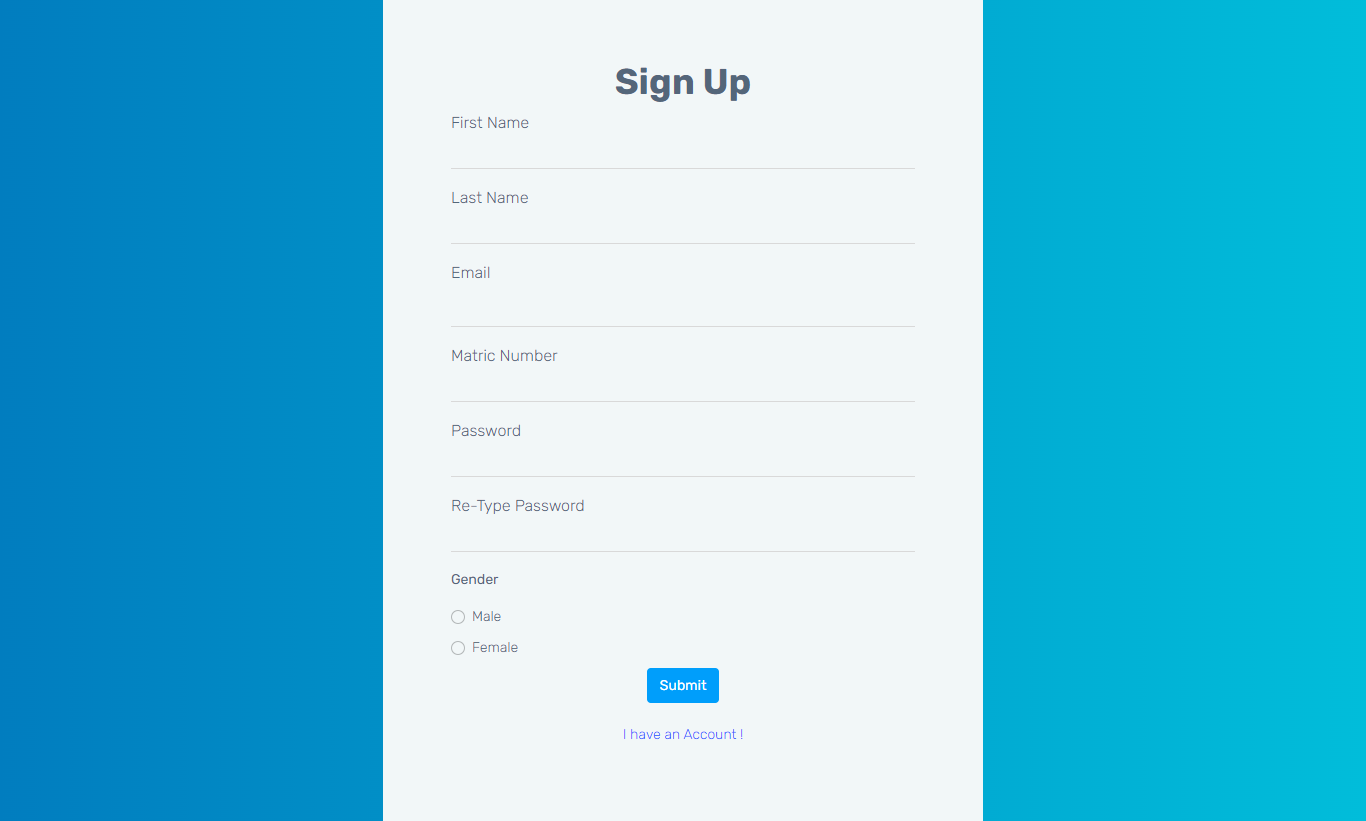 Sign Up
First Name
Last Name
Email
Matric Number
Password
Re-Type Password
Gender
Male
Female
Submit
I have an Account !